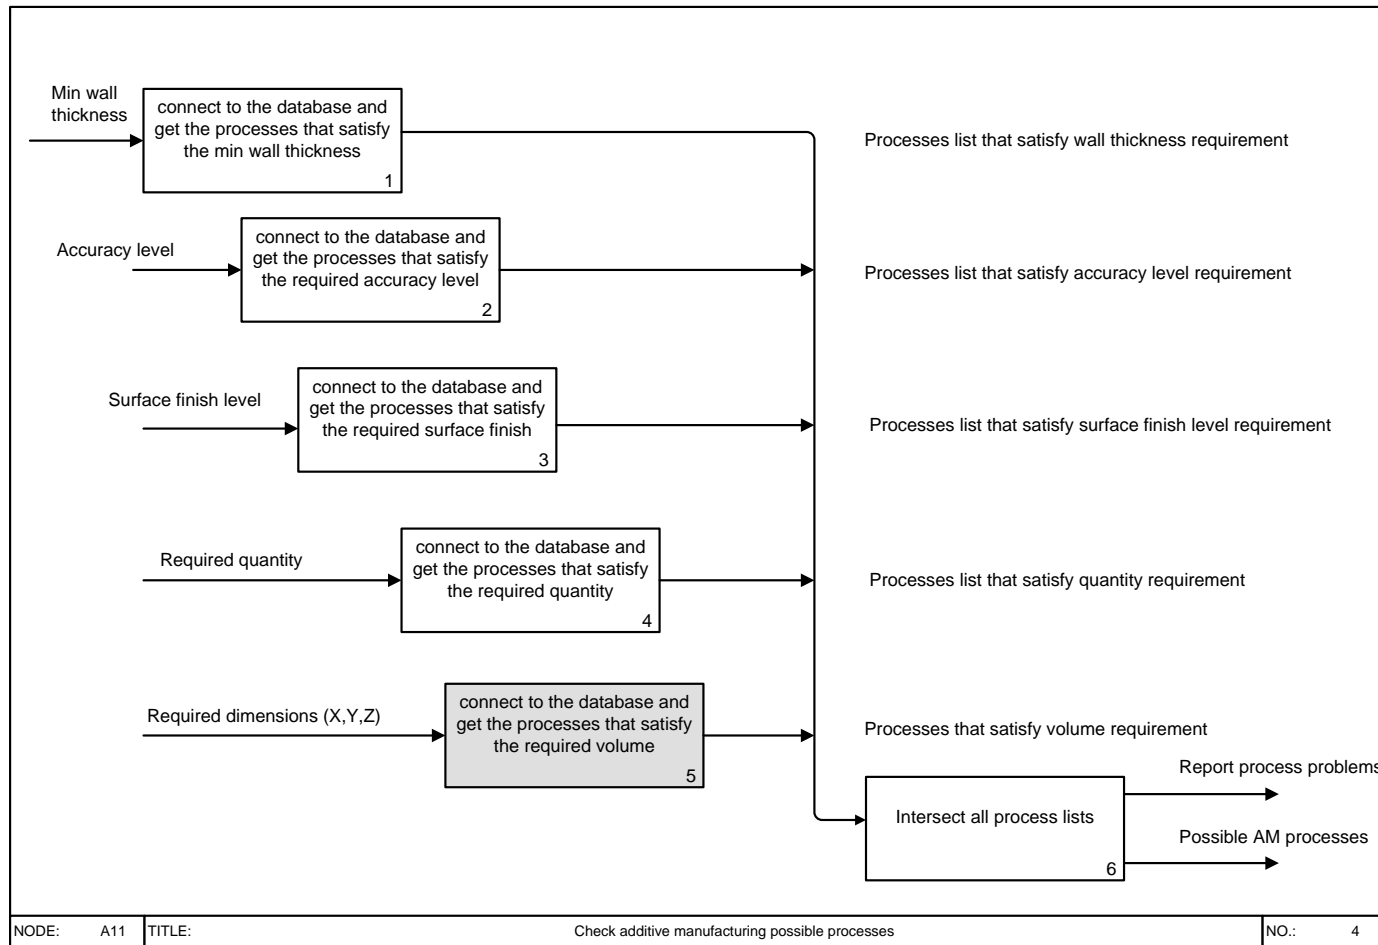 Min wall
thickness
connect to the database and
get the processes that satisfy
the min wall thickness
1
Processes list that satisfy wall thickness requirement
Accuracy level
connect to the database and
get the processes that satisfy
the required accuracy level
2
Processes list that satisfy accuracy level requirement
Surface finish level
connect to the database and
get the processes that satisfy
the required surface finish
3
Processes list that satisfy surface finish level requirement
Required quantity
connect to the database and
get the processes that satisfy
the required quantity
4
Processes list that satisfy quantity requirement
Required dimensions (X,Y,Z)
connect to the database and
get the processes that satisfy
the required volume
5
Processes that satisfy volume requirement
Intersect all process lists
6
Report process problems
Possible AM processes
NODE: A11 TITLE: Check additive manufacturing possible processes NO.: 4